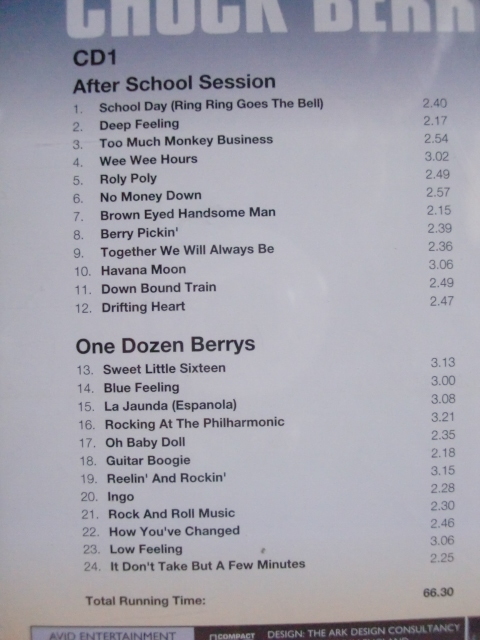 CHUCK BERR
CD1
After School Session
1. School Day (Ring Ring Goes The Bell) 2.40
2. Deep Feeling 2.17
3. Too Much Monkey Business 2.54
4. Wee Wee Hours 3.02
5. Roly Poly 2.49
6. No Money Down 2.57
7. Brown Eyed Handsome Man 2.15
8. Berry Pickin' 2.39
9. Together We Will Always Be 2.36
10. Havana Moon 3.06
11. Down Bound Train 2.49
12. Drifting Heart 2.47
One Dozen Berrys
13. Sweet Little Sixteen 3.13
14. Blue Feeling 3.00
15. La Jaunda (Espanola) 3.08
16. Rocking At The Philharmonic 3.21
17. Oh Baby Doll 2.35
18. Guitar Boogie 2.18
19. Reelin' And Rockin' 3.15
20. Ingo 2.28
21. Rock And Roll Music 2.30
22. How You've Changed 2.46
23. Low Feeling 3.06
24. It Don't Take But A Few Minutes 2.25
Total Running Time: 66.30
AVID ENTERTAINMENT COMPACT DESIGN: THE ARK DESIGN CONSULTANCY